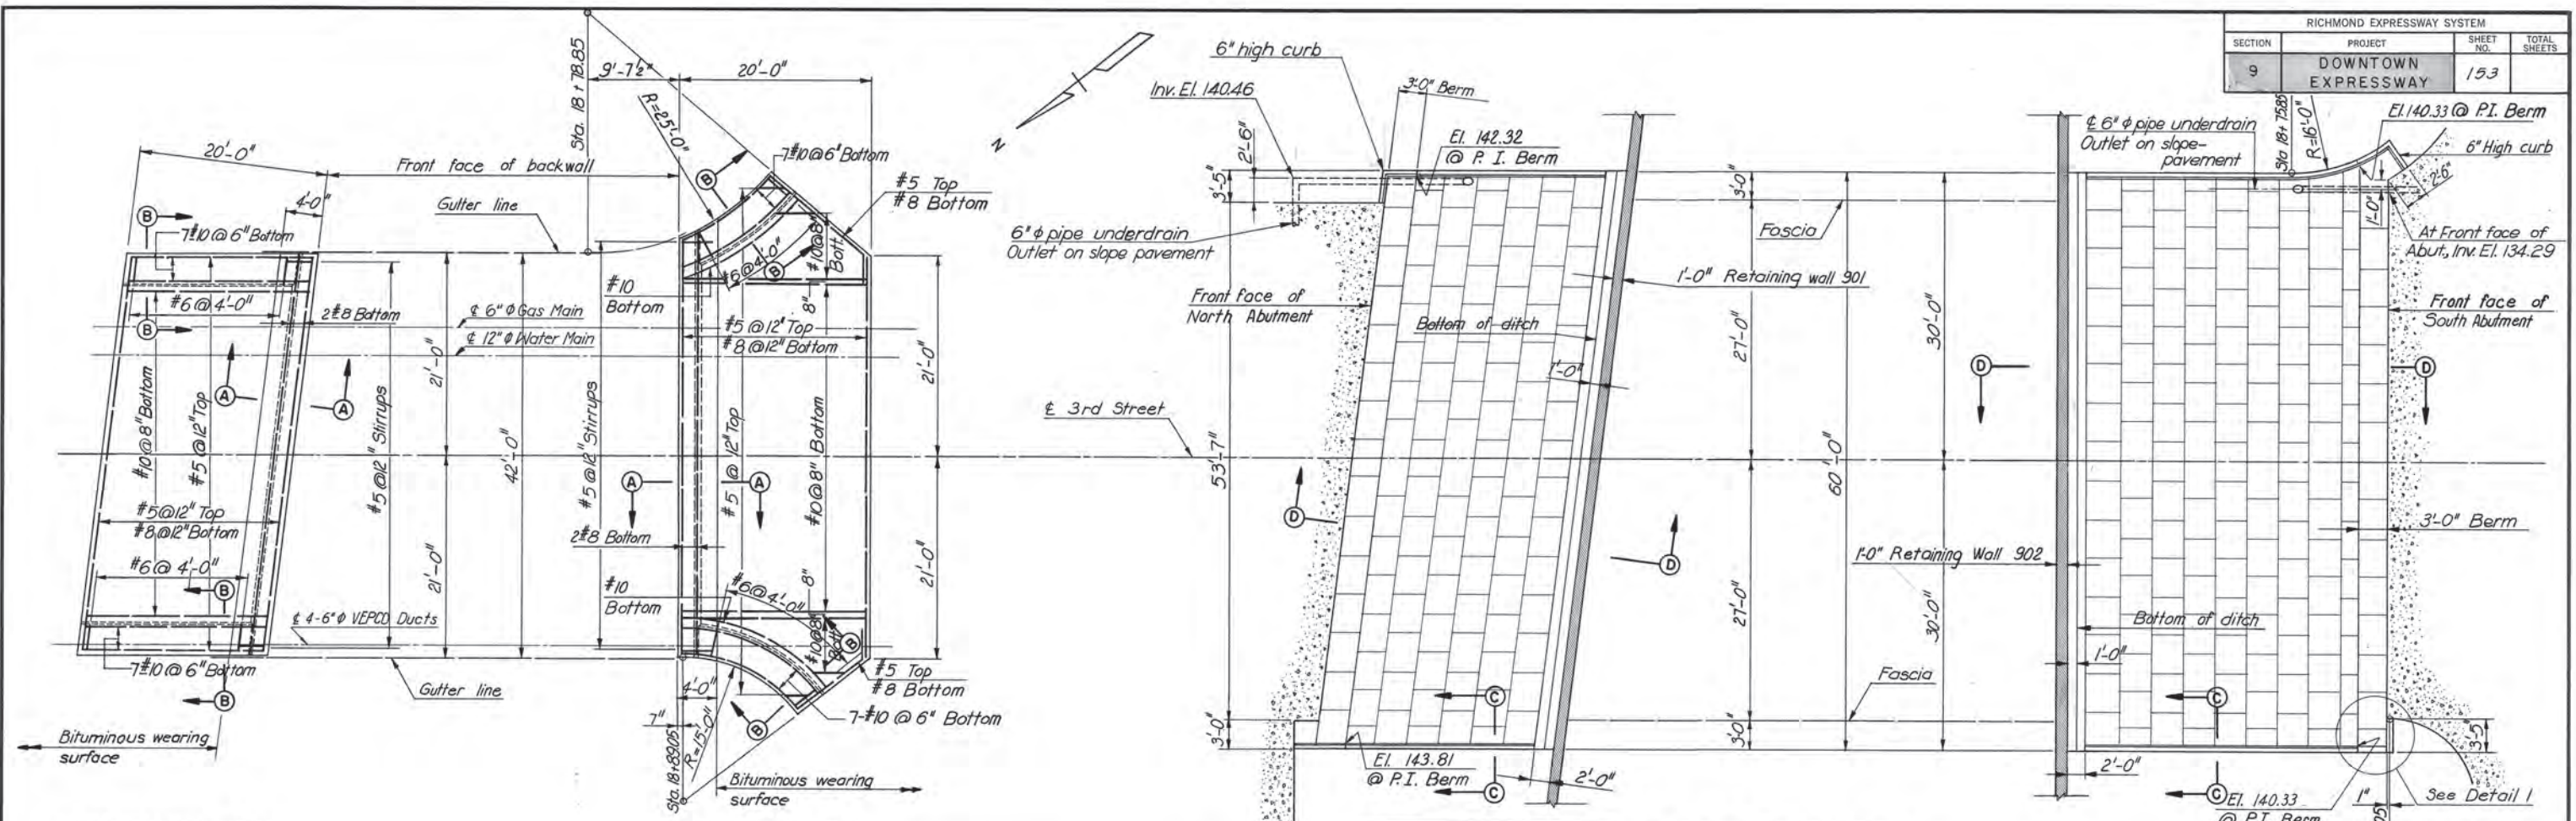 RICHMOND EXPRESSWAY SYSTEM
SECTION
PROJECT
SHEET NO.
TOTAL SHEETS
9
DOWNTOWN EXPRESSWAY
153
20'-0"
Front face of backwall
4'-0"
Gutter line
B
7-#10@6" Bottom
#6@4'-0"
B
2#8 Bottom
℄ 6"φ Gas Main
℄ 12"φ Water Main
A
A
#10@8" Bottom
#5@12" Top
#5@12" Stirrups
21'-0"
42'-0"
21'-0"
#5@12" Top
#8@12" Bottom
#6@4'-0"
B
℄ 4-6"φ VEPCO Ducts
7-#10@6" Bottom
B
Gutter line
Bituminous wearing
surface
Sta. 18+78.85
9'-7½"
20'-0"
R=25'-0"
B
7-#10@6" Bottom
#5 Top
#8 Bottom
#6@4'-0"
B
#10@8"
Bott.
#10
Bottom
8"
#5@12" Top
#8@12" Bottom
21'-0"
#5@12" Stirrups
A
A
#5@12" Top
#10@8" Bottom
2#8 Bottom
#10
Bottom
8"
#6@4'-0"
#10@8"
Bott.
B
21'-0"
#5 Top
#8 Bottom
4'-0"
7"
B
7-#10 @ 6" Bottom
R=15'-0"
Sta. 18+89.05
Bituminous wearing
surface
N
6" high curb
Inv. El. 140.46
3'-0" Berm
2'-6"
El. 142.32
@ P. I. Berm
3'-5"
6"φ pipe underdrain
Outlet on slope pavement
Front face of
North Abutment
Bottom of ditch
1'-0"
1'-0" Retaining wall 901
Fascia
3'-0"
27'-0"
30'-0"
℄ 3rd Street
53'-7"
60'-0"
D
D
27'-0"
30'-0"
3'-0"
3'-0"
C
El. 143.81
@ P.I. Berm
C
2'-0"
Fascia
℄ 6"φ pipe underdrain
Outlet on slope-
pavement
Sta 18+75.85
R=16'-0"
El. 140.33 @ P.I. Berm
6" High curb
2'-6"
1'-0"
At Front face of
Abut., Inv. El. 134.29
Front face of
South Abutment
D
D
3'-0" Berm
1'-0" Retaining Wall 902
Bottom of ditch
1'-0"
C
3'-5"
2'-0"
C
El. 140.33
@ P.I. Berm
1"
See Detail 1